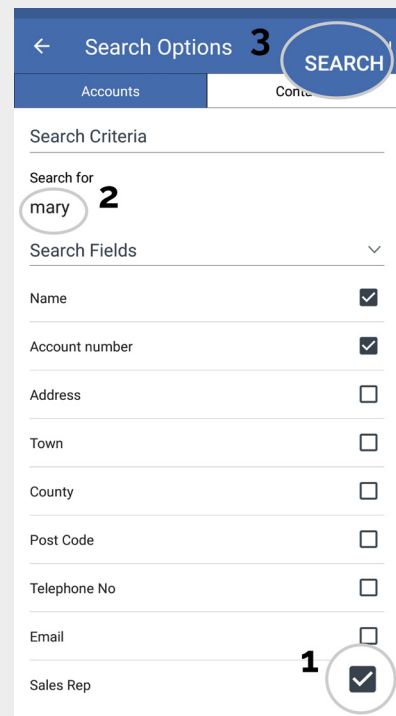 Search Options 3 SEARCH
Accounts
Search Criteria
Search for
mary 2
Search Fields
Name
Account number
Address
Town
County
Post Code
Telephone No
Email
1
Sales Rep